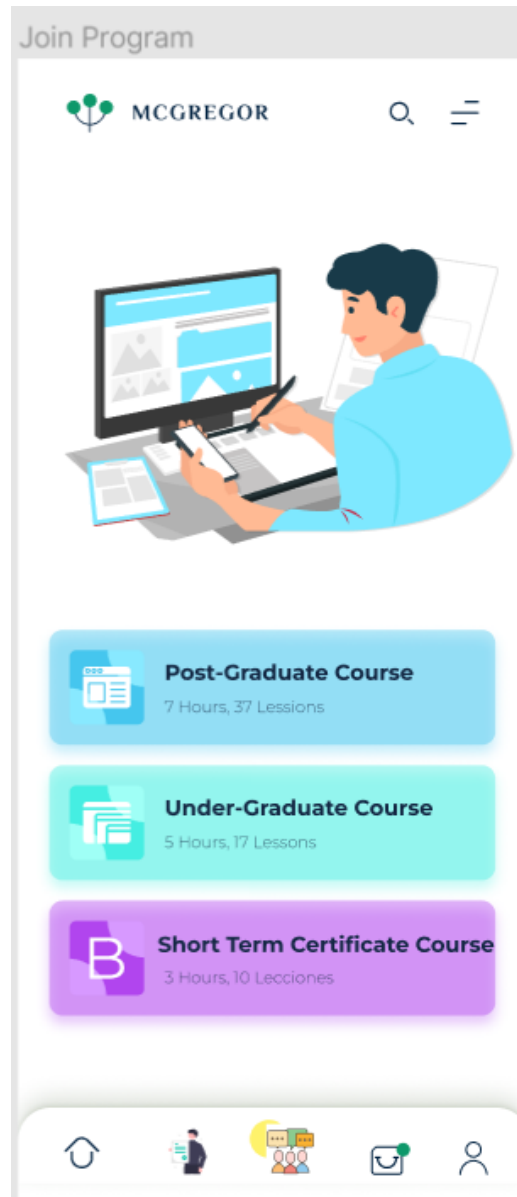 Join Program
MCGREGOR
Post-Graduate Course
7 Hours, 37 Lessions
Under-Graduate Course
5 Hours, 17 Lessons
B
Short Term Certificate Course
3 Hours, 10 Lecciones